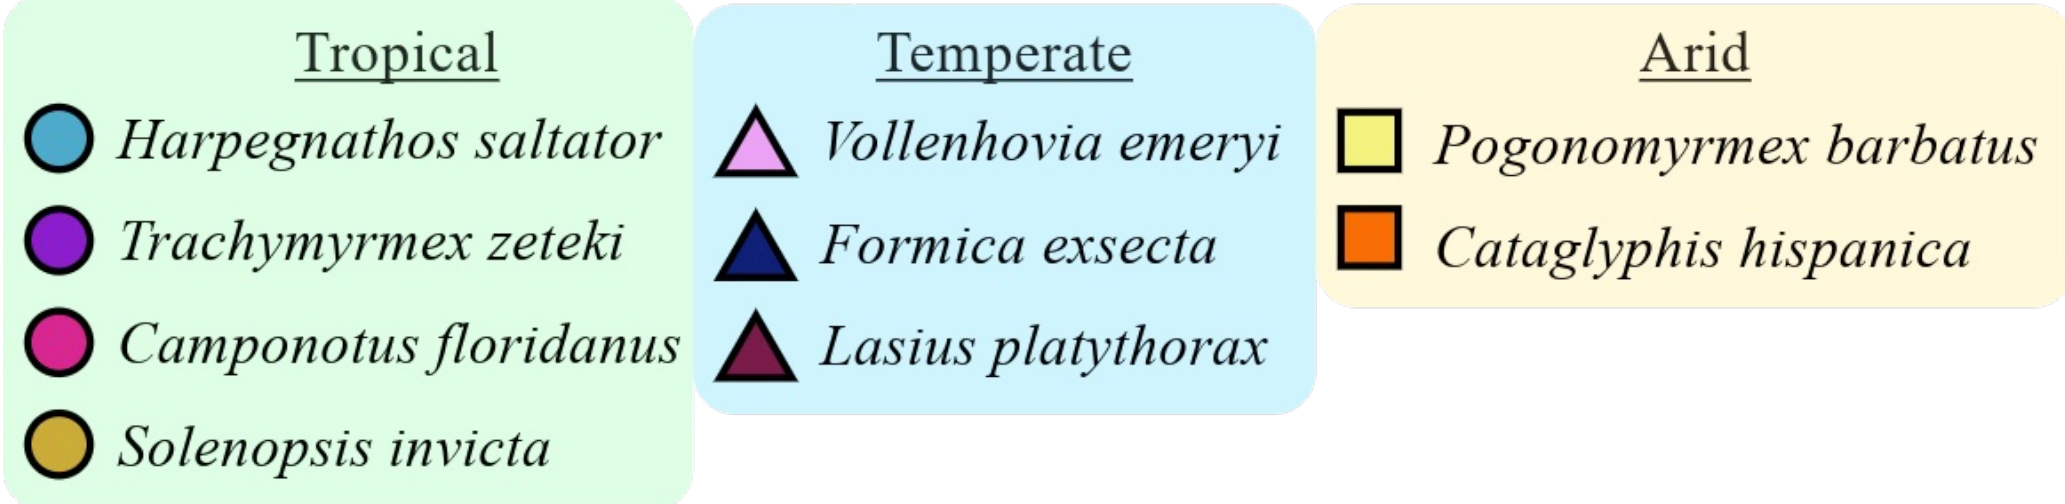 Tropical
Harpegnathos saltator
Trachymyrmex zeteki
Camponotus floridanus
Solenopsis invicta
Temperate
Vollenhovia emeryi
Formica exsecta
Lasius platythorax
Arid
Pogonomyrmex barbatus
Cataglyphis hispanica